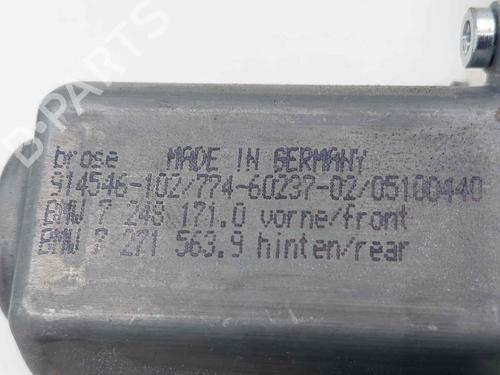 B-PARTS
brose MADE IN GERMANY
914546-102/774-60237-02/05100440
BMW 7 248 171.0 vorne/front
BMW 7 271 563.9 hinten/rear